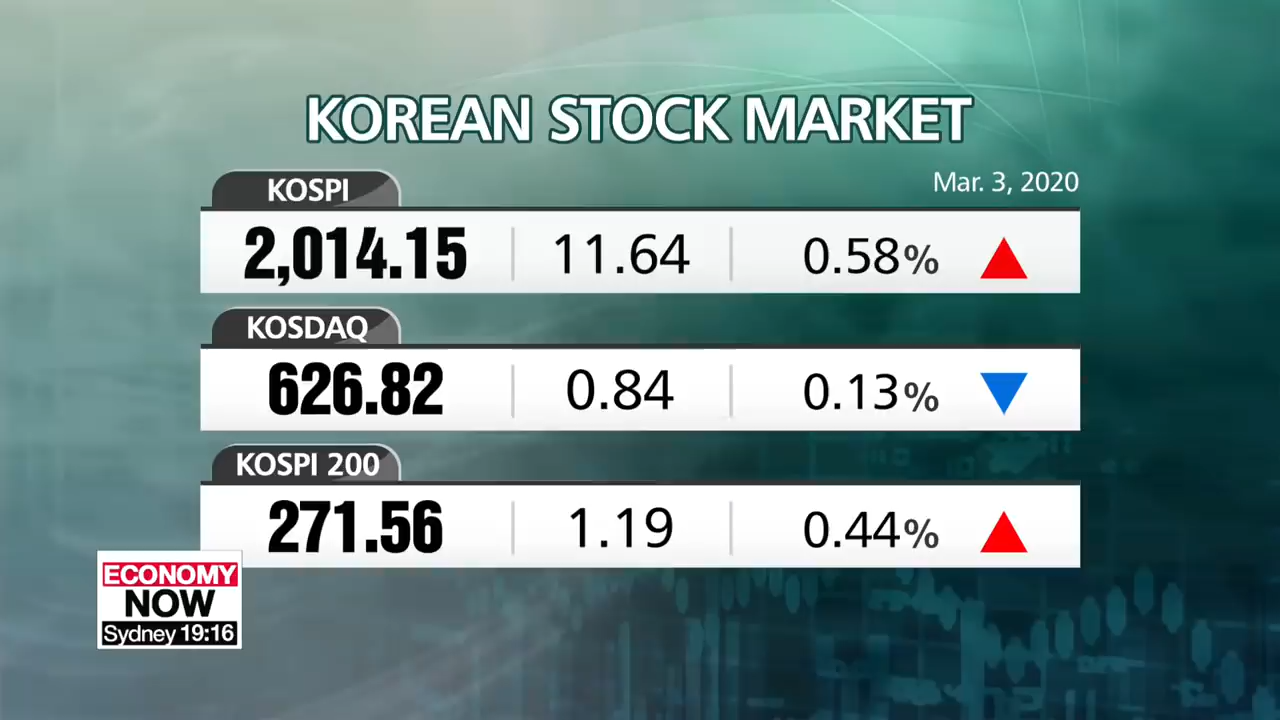 KOREAN STOCK MARKET
Mar. 3, 2020
KOSPI
2,014.15 11.64 0.58%
KOSDAQ
626.82 0.84 0.13%
KOSPI 200
271.56 1.19 0.44%
ECONOMY
NOW
Sydney 19:16